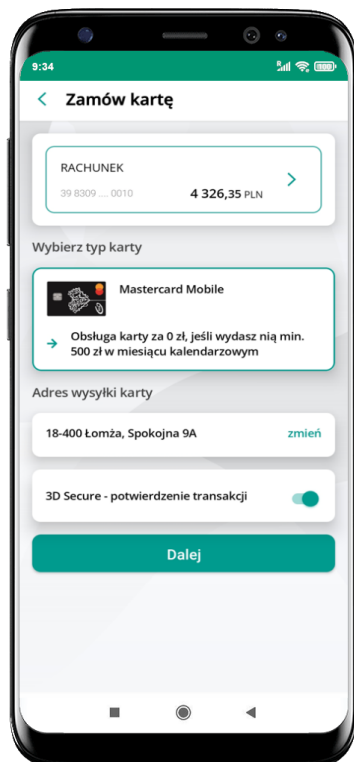 9:34
R
100
Zamów kartę
RACHUNEK
39 8309 ... 0010 4 326,35 PLN
Wybierz typ karty
Mastercard Mobile
Obsługa karty za 0 zł, jeśli wydasz nią min.
500 zł w miesiącu kalendarzowym
Adres wysyłki karty
18-400 Łomża, Spokojna 9A zmień
3D Secure - potwierdzenie transakcji
Dalej